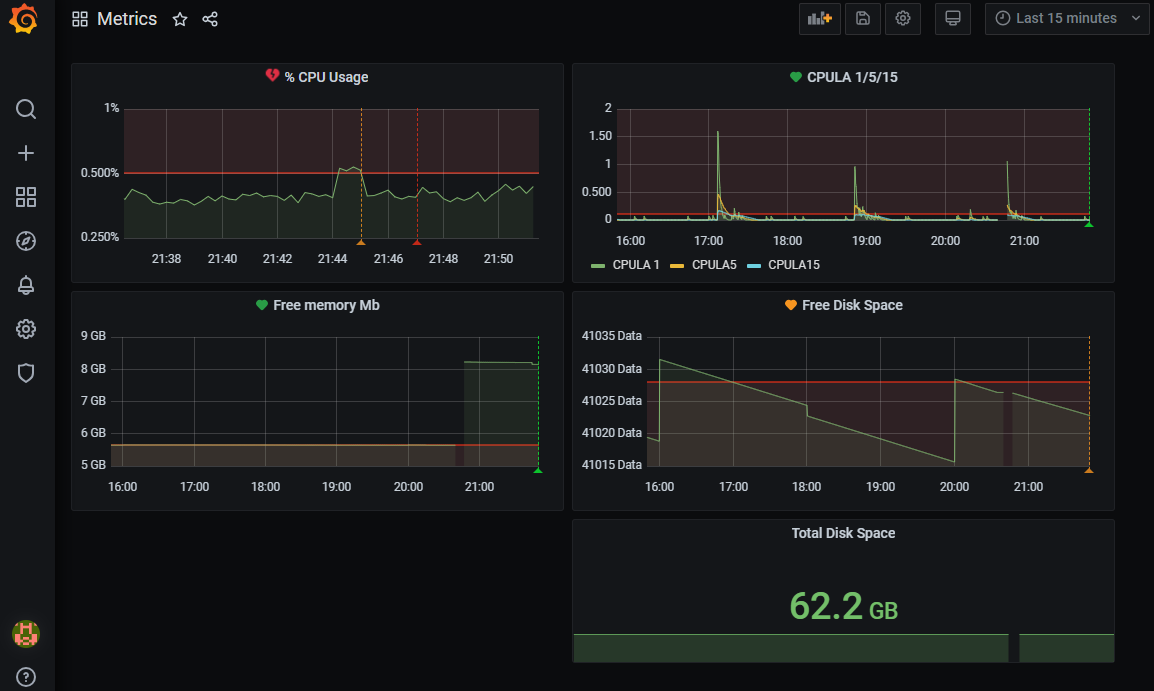 Metrics
Last 15 minutes
% CPU Usage
1%
0.500%
0.250%
21:38 21:40 21:42 21:44 21:46 21:48 21:50
CPULA 1/5/15
2
1.50
1
0.500
0
16:00 17:00 18:00 19:00 20:00 21:00
CPULA 1 CPULA5 CPULA15
Free memory Mb
9 GB
8 GB
7 GB
6 GB
5 GB
16:00 17:00 18:00 19:00 20:00 21:00
Free Disk Space
41035 Data
41030 Data
41025 Data
41020 Data
41015 Data
16:00 17:00 18:00 19:00 20:00 21:00
Total Disk Space
62.2 GB